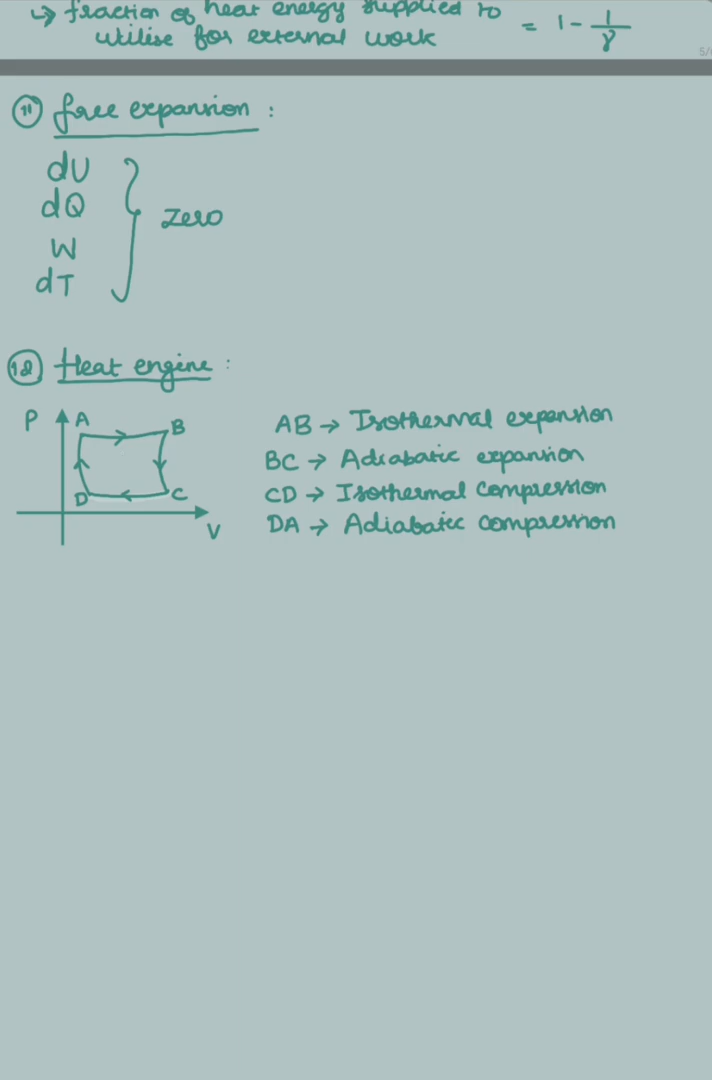 ↳ fraction of heat energy supplied to
utilise for external work = 1 - 1/γ
5/
⑪ free expansion :
dU
dQ
W
dT
} zero
⑫ Heat engine :
P A B
D C
V
AB → Isothermal expansion
BC → Adiabatic expansion
CD → Isothermal compression
DA → Adiabatic compression